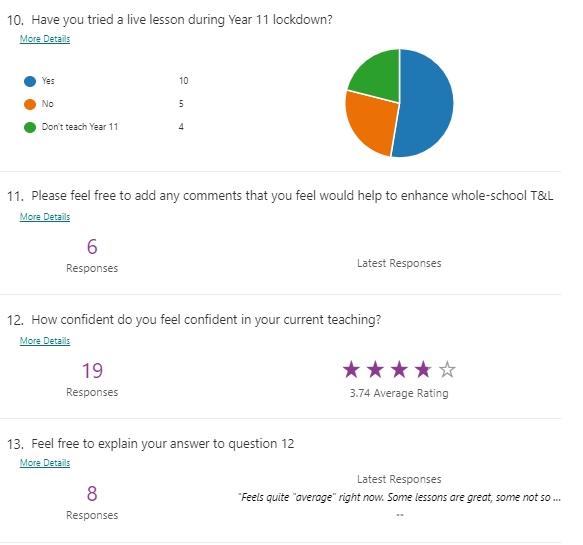 10. Have you tried a live lesson during Year 11 lockdown?
More Details
Yes 10
No 5
Don't teach Year 11 4
11. Please feel free to add any comments that you feel would help to enhance whole-school T&L
More Details
6
Responses
Latest Responses
12. How confident do you feel confident in your current teaching?
More Details
19
Responses
3.74 Average Rating
13. Feel free to explain your answer to question 12
More Details
8
Responses
Latest Responses
"Feels quite "average" right now. Some lessons are great, some not so ...
--